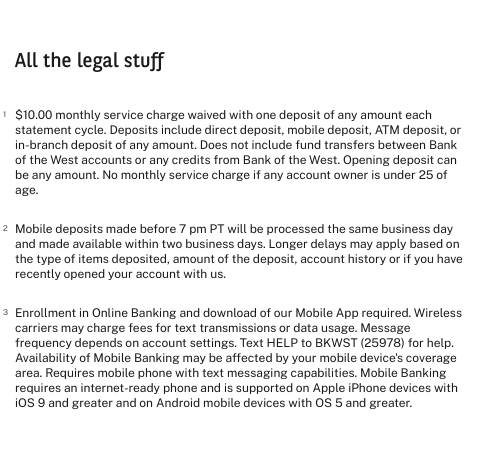 All the legal stuff
1 $10.00 monthly service charge waived with one deposit of any amount each
statement cycle. Deposits include direct deposit, mobile deposit, ATM deposit, or
in-branch deposit of any amount. Does not include fund transfers between Bank
of the West accounts or any credits from Bank of the West. Opening deposit can
be any amount. No monthly service charge if any account owner is under 25 of
age.
2 Mobile deposits made before 7 pm PT will be processed the same business day
and made available within two business days. Longer delays may apply based on
the type of items deposited, amount of the deposit, account history or if you have
recently opened your account with us.
3 Enrollment in Online Banking and download of our Mobile App required. Wireless
carriers may charge fees for text transmissions or data usage. Message
frequency depends on account settings. Text HELP to BKWST (25978) for help.
Availability of Mobile Banking may be affected by your mobile device's coverage
area. Requires mobile phone with text messaging capabilities. Mobile Banking
requires an internet-ready phone and is supported on Apple iPhone devices with
iOS 9 and greater and on Android mobile devices with OS 5 and greater.